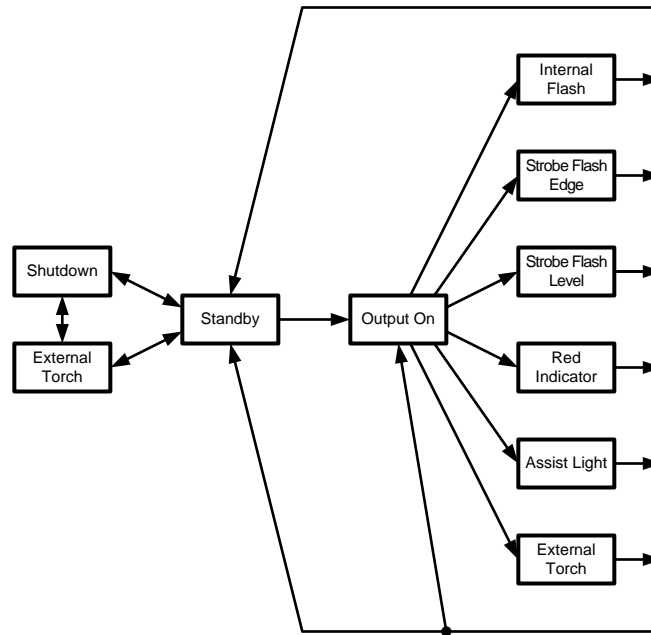 Internal
Flash
Strobe Flash
Edge
Shutdown
Strobe Flash
Level
Standby
Output On
External
Torch
Red
Indicator
Assist Light
External
Torch